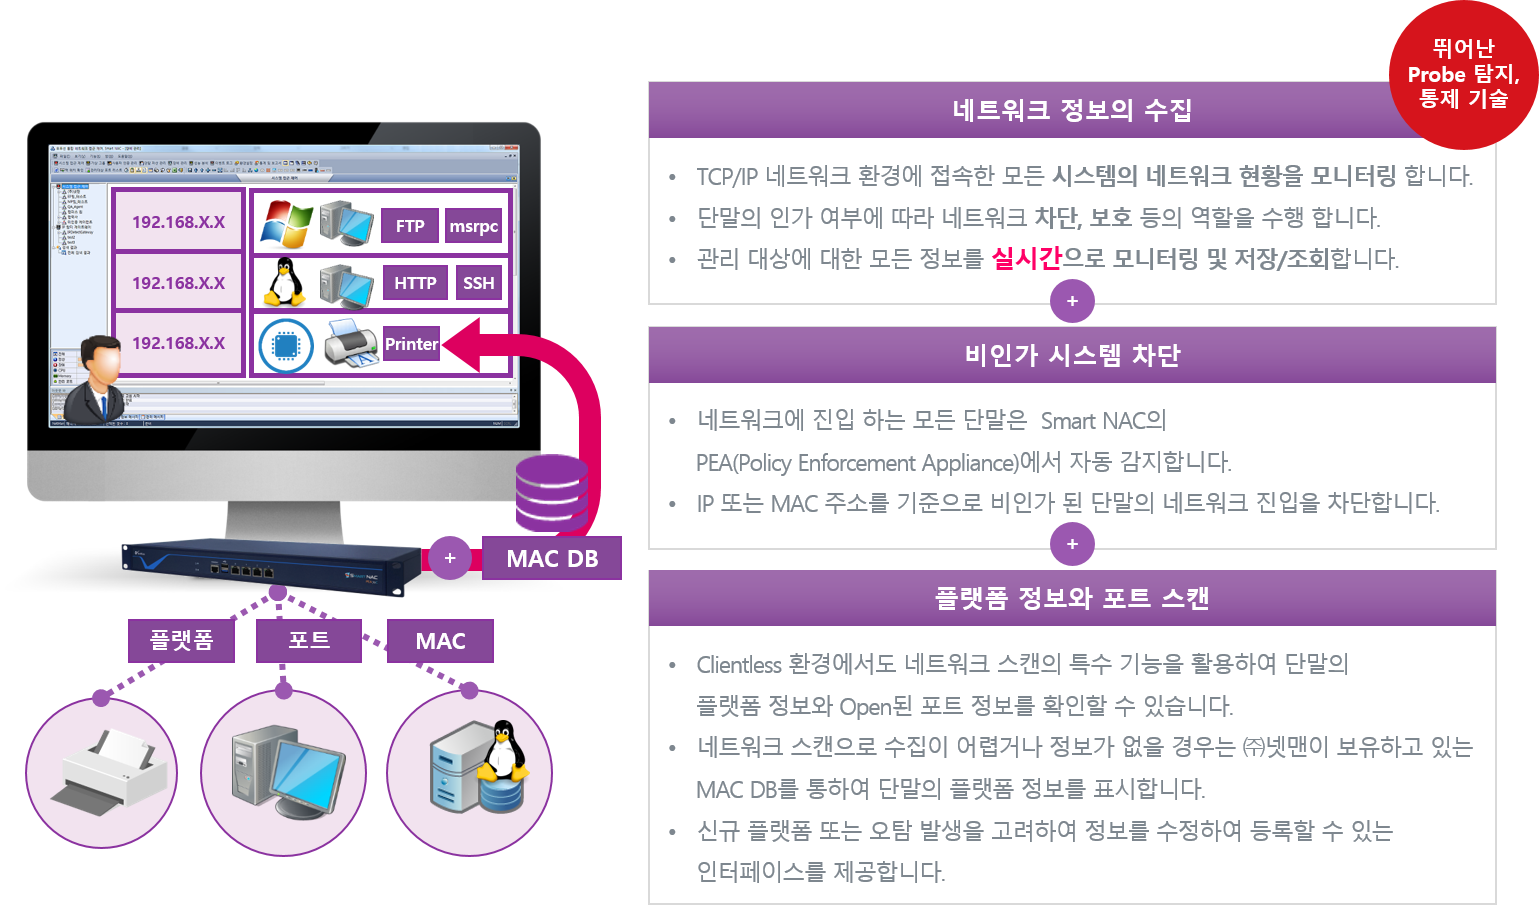 뛰어난
Probe 탐지,
통제 기술
네트워크 정보의 수집
• TCP/IP 네트워크 환경에 접속한 모든 시스템의 네트워크 현황을 모니터링 합니다.
• 단말의 인가 여부에 따라 네트워크 차단, 보호 등의 역할을 수행 합니다.
• 관리 대상에 대한 모든 정보를 실시간으로 모니터링 및 저장/조회합니다.
+
비인가 시스템 차단
• 네트워크에 진입 하는 모든 단말은 Smart NAC의
PEA(Policy Enforcement Appliance)에서 자동 감지합니다.
• IP 또는 MAC 주소를 기준으로 비인가 된 단말의 네트워크 진입을 차단합니다.
+
플랫폼 정보와 포트 스캔
• Clientless 환경에서도 네트워크 스캔의 특수 기능을 활용하여 단말의
플랫폼 정보와 Open된 포트 정보를 확인할 수 있습니다.
• 네트워크 스캔으로 수집이 어렵거나 정보가 없을 경우는 ㈜넷맨이 보유하고 있는
MAC DB를 통하여 단말의 플랫폼 정보를 표시합니다.
• 신규 플랫폼 또는 오탐 발생을 고려하여 정보를 수정하여 등록할 수 있는
인터페이스를 제공합니다.
192.168.X.X
FTP
msrpc
192.168.X.X
HTTP
SSH
192.168.X.X
Printer
+
MAC DB
Smart NAC
플랫폼
포트
MAC